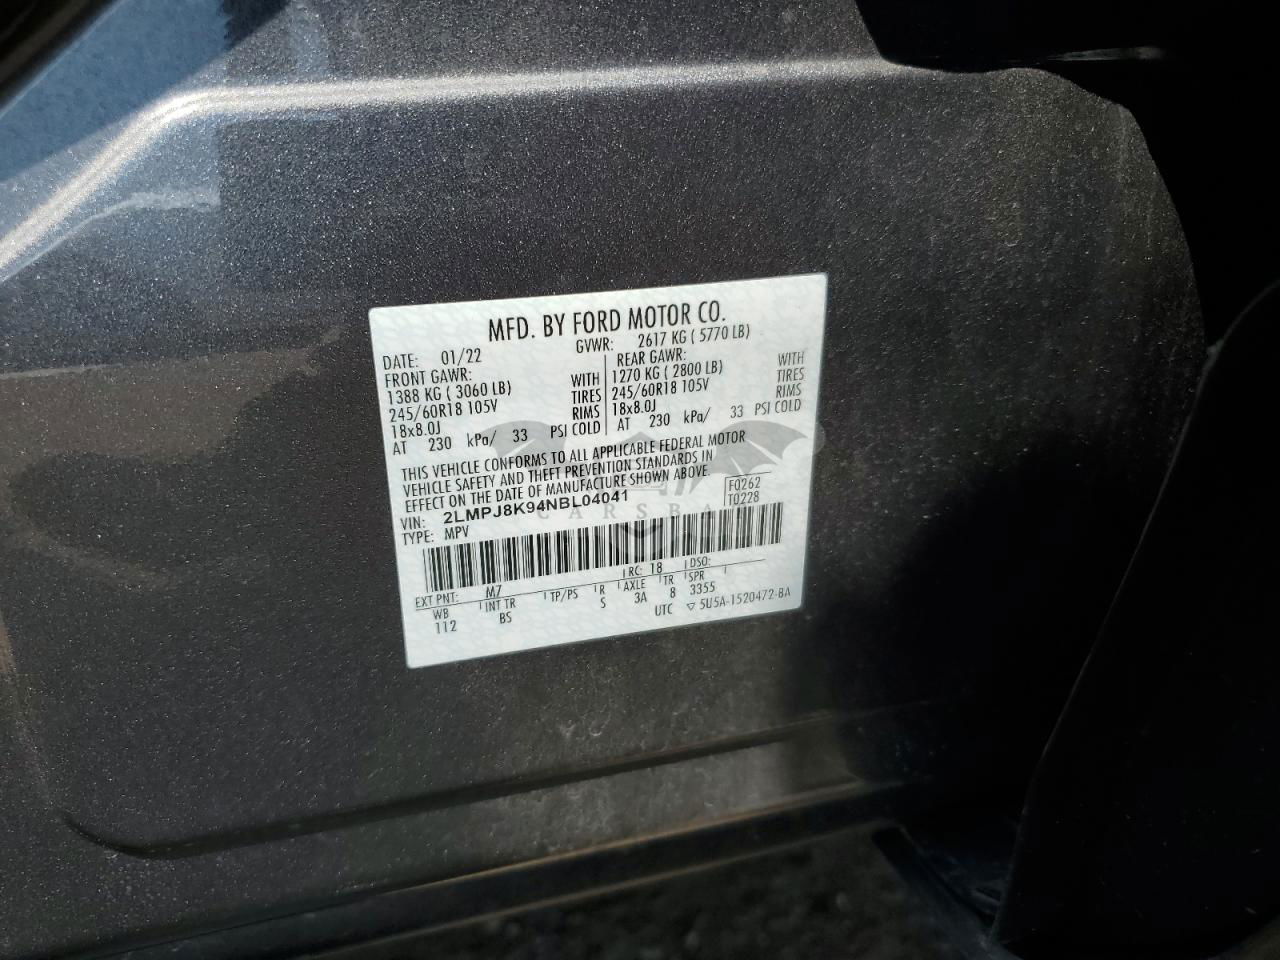 MFD. BY FORD MOTOR CO.
DATE: 01/22 GVWR: 2617 KG ( 5770 LB)
FRONT GAWR: REAR GAWR:
1388 KG ( 3060 LB) WITH 1270 KG ( 2800 LB) WITH
245/60R18 105V TIRES 245/60R18 105V TIRES
18x8.0J RIMS 18x8.0J RIMS
AT 230 kPa/ 33 PSI COLD AT 230 kPa/ 33 PSI COLD
THIS VEHICLE CONFORMS TO ALL APPLICABLE FEDERAL MOTOR
VEHICLE SAFETY AND THEFT PREVENTION STANDARDS IN
EFFECT ON THE DATE OF MANUFACTURE SHOWN ABOVE.
VIN: 2LMPJ8K94NBL04041 F0262
TYPE: MPV T0228
EXT PNT: M7 RC: 18 DSO:
WB INT TR TP/PS R AXLE TR SPR
112 BS S 3A 8 3355
UTC ▽ 5U5A-1520472-BA